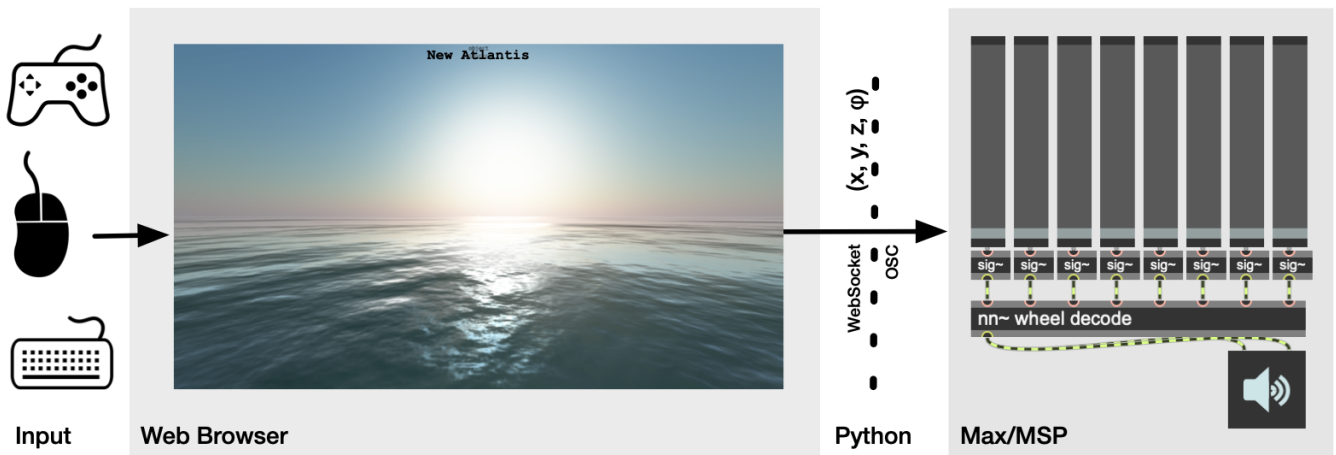 object
New Atlantis
(x, y, z, φ)
WebSocket
OSC
sig~ sig~ sig~ sig~ sig~ sig~ sig~ sig~
nn~ wheel decode
Input
Web Browser
Python
Max/MSP